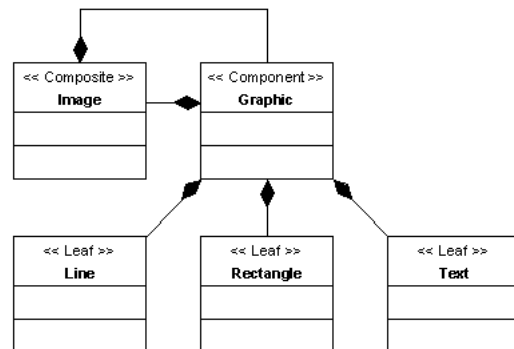 << Composite >>
Image
<< Component >>
Graphic
<< Leaf >>
Line
<< Leaf >>
Rectangle
<< Leaf >>
Text